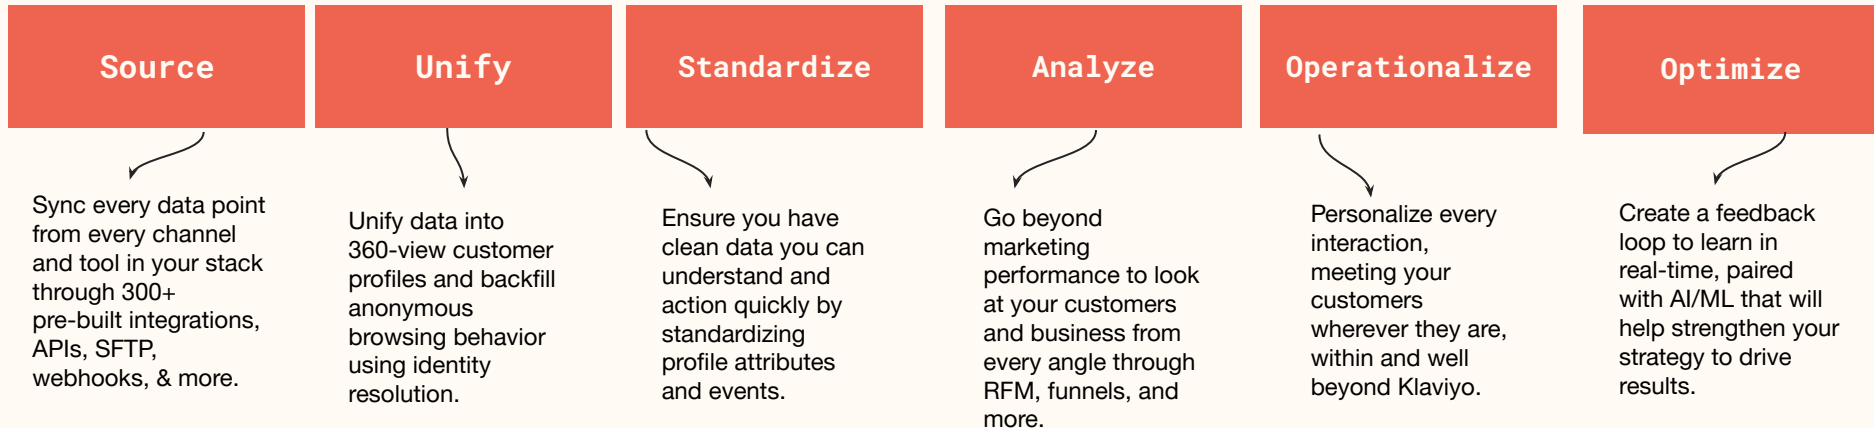 Source
Unify
Standardize
Analyze
Operationalize
Optimize
Sync every data point
from every channel
and tool in your stack
through 300+
pre-built integrations,
APIs, SFTP,
webhooks, & more.
Unify data into
360-view customer
profiles and backfill
anonymous
browsing behavior
using identity
resolution.
Ensure you have
clean data you can
understand and
action quickly by
standardizing
profile attributes
and events.
Go beyond
marketing
performance to look
at your customers
and business from
every angle through
RFM, funnels, and
more.
Personalize every
interaction,
meeting your
customers
wherever they are,
within and well
beyond Klaviyo.
Create a feedback
loop to learn in
real-time, paired
with AI/ML that will
help strengthen your
strategy to drive
results.